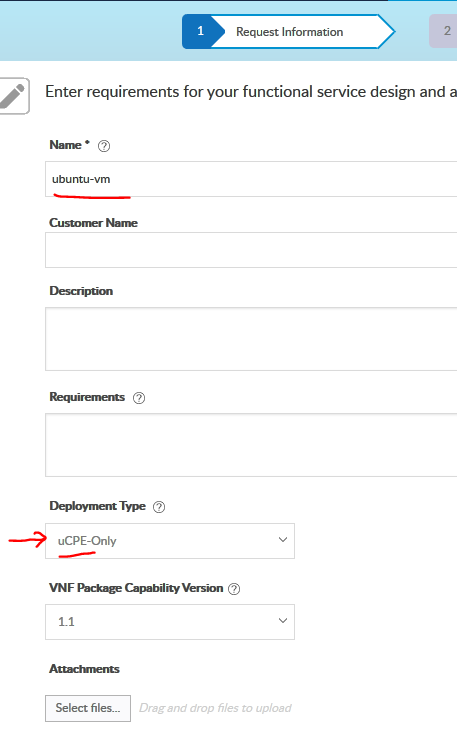 1 Request Information 2
Enter requirements for your functional service design and a
Name *
ubuntu-vm
Customer Name
Description
Requirements
Deployment Type
uCPE-Only
VNF Package Capability Version
1.1
Attachments
Select files... Drag and drop files to upload